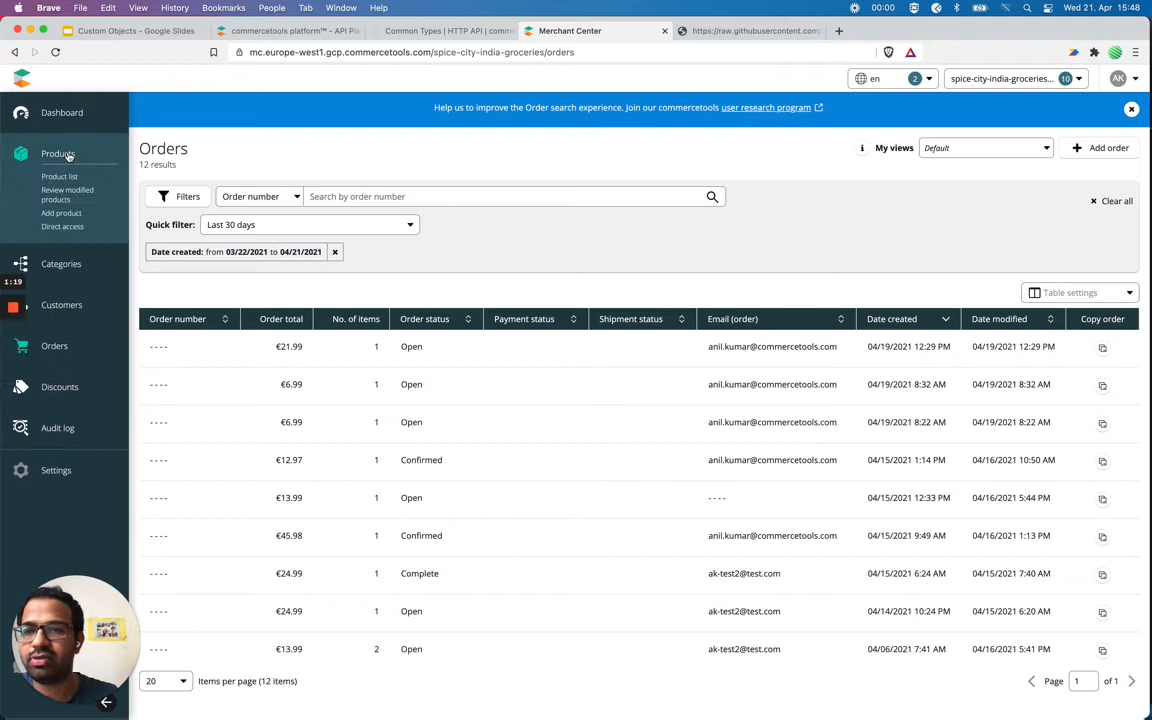 Brave File Edit View History Bookmarks People Tab Window Help 00:00 Wed 21. Apr 15:48
Custom Objects - Google Slides commercetools platform™ - API Pla Common Types | HTTP API | comme Merchant Center https://raw.githubusercontent.com/
mc.europe-west1.gcp.commercetools.com/spice-city-india-groceries/orders
en 2 spice-city-india-groceries... 10 AK
Help us to improve the Order search experience. Join our commercetools user research program
Dashboard
Products
Product list
Review modified products
Add product
Direct access
Categories
1:19
Customers
Orders
Discounts
Audit log
Settings
Orders
12 results
My views Default Add order
Filters Order number Search by order number Clear all
Quick filter: Last 30 days
Date created: from 03/22/2021 to 04/21/2021
Table settings
Order number Order total No. of items Order status Payment status Shipment status Email (order) Date created Date modified Copy order
---- €21.99 1 Open anil.kumar@commercetools.com 04/19/2021 12:29 PM 04/19/2021 12:29 PM
---- €6.99 1 Open anil.kumar@commercetools.com 04/19/2021 8:32 AM 04/19/2021 8:32 AM
---- €6.99 1 Open anil.kumar@commercetools.com 04/19/2021 8:22 AM 04/19/2021 8:22 AM
---- €12.97 1 Confirmed anil.kumar@commercetools.com 04/15/2021 1:14 PM 04/16/2021 10:50 AM
---- €13.99 1 Open ---- 04/15/2021 12:33 PM 04/16/2021 5:44 PM
---- €45.98 1 Confirmed anil.kumar@commercetools.com 04/15/2021 9:49 AM 04/16/2021 1:13 PM
---- €24.99 1 Complete ak-test2@test.com 04/15/2021 6:24 AM 04/15/2021 7:40 AM
---- €24.99 1 Open ak-test2@test.com 04/14/2021 10:24 PM 04/15/2021 6:20 AM
---- €13.99 2 Open ak-test2@test.com 04/06/2021 7:41 AM 04/16/2021 5:41 PM
20 Items per page (12 items) Page 1 of 1